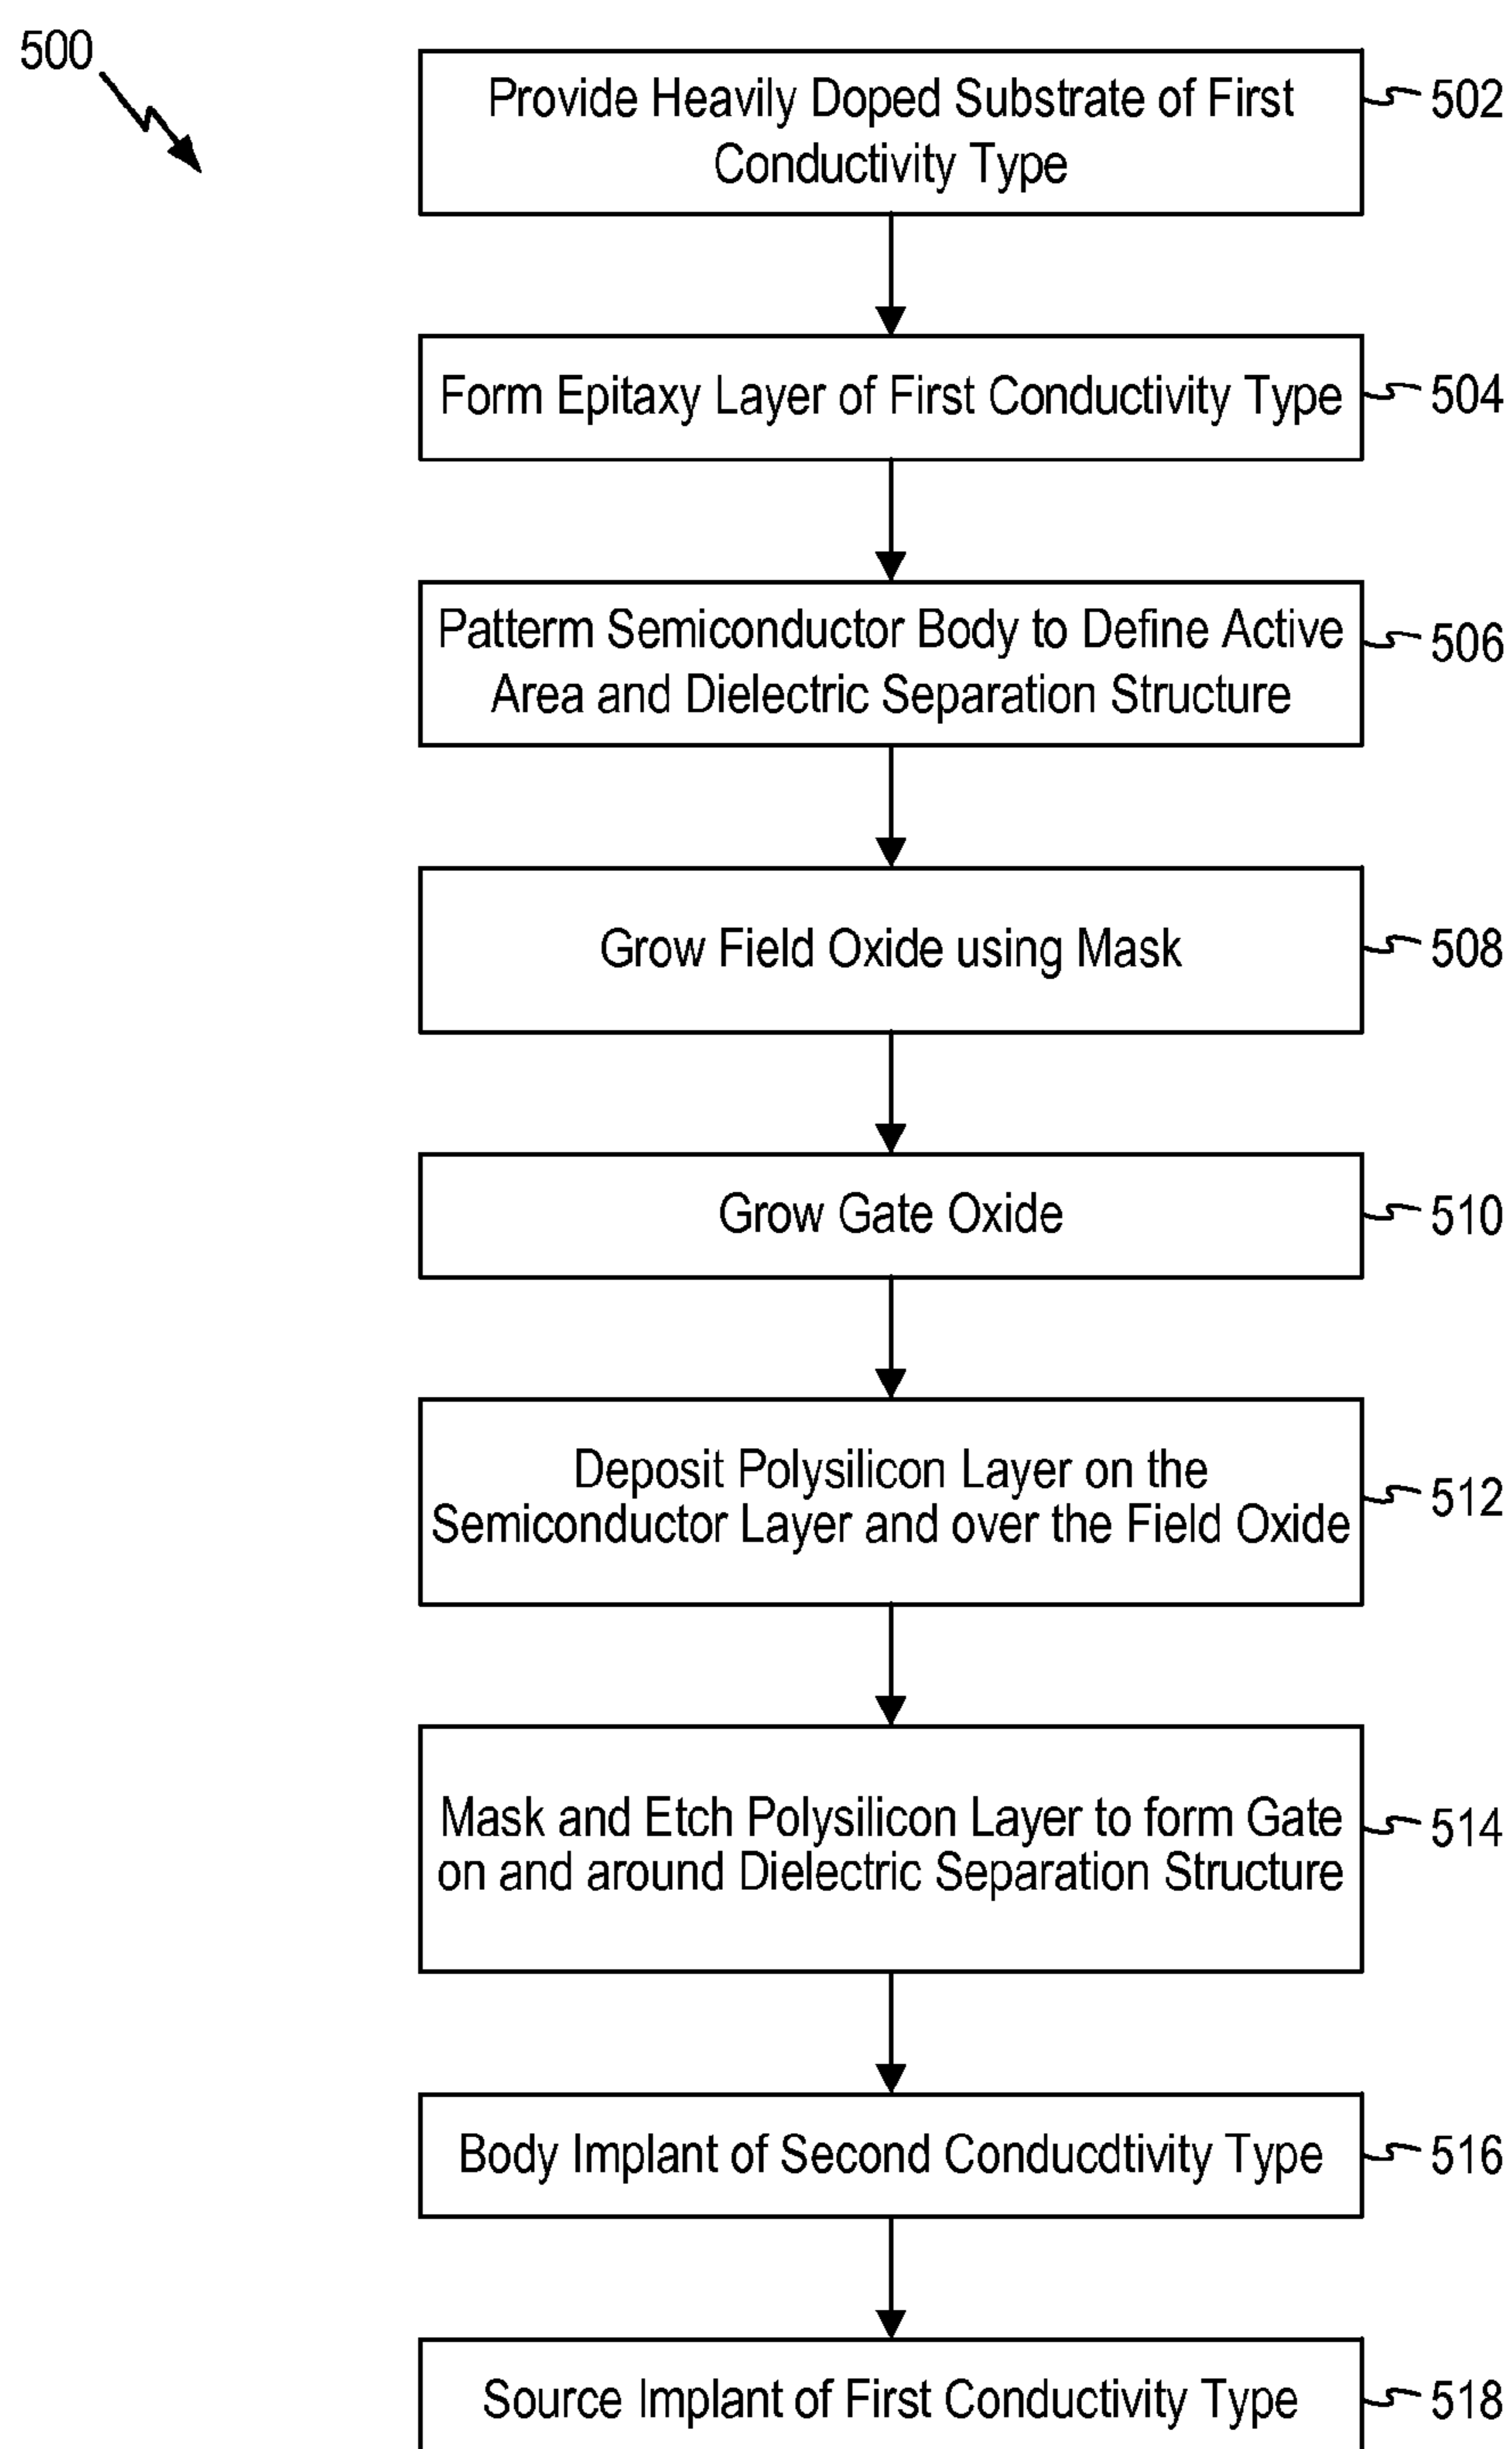 500
Provide Heavily Doped Substrate of First
Conductivity Type
502
Form Epitaxy Layer of First Conductivity Type
504
Patterm Semiconductor Body to Define Active
Area and Dielectric Separation Structure
506
Grow Field Oxide using Mask
508
Grow Gate Oxide
510
Deposit Polysilicon Layer on the
Semiconductor Layer and over the Field Oxide
512
Mask and Etch Polysilicon Layer to form Gate
on and around Dielectric Separation Structure
514
Body Implant of Second Conducdtivity Type
516
Source Implant of First Conductivity Type
518